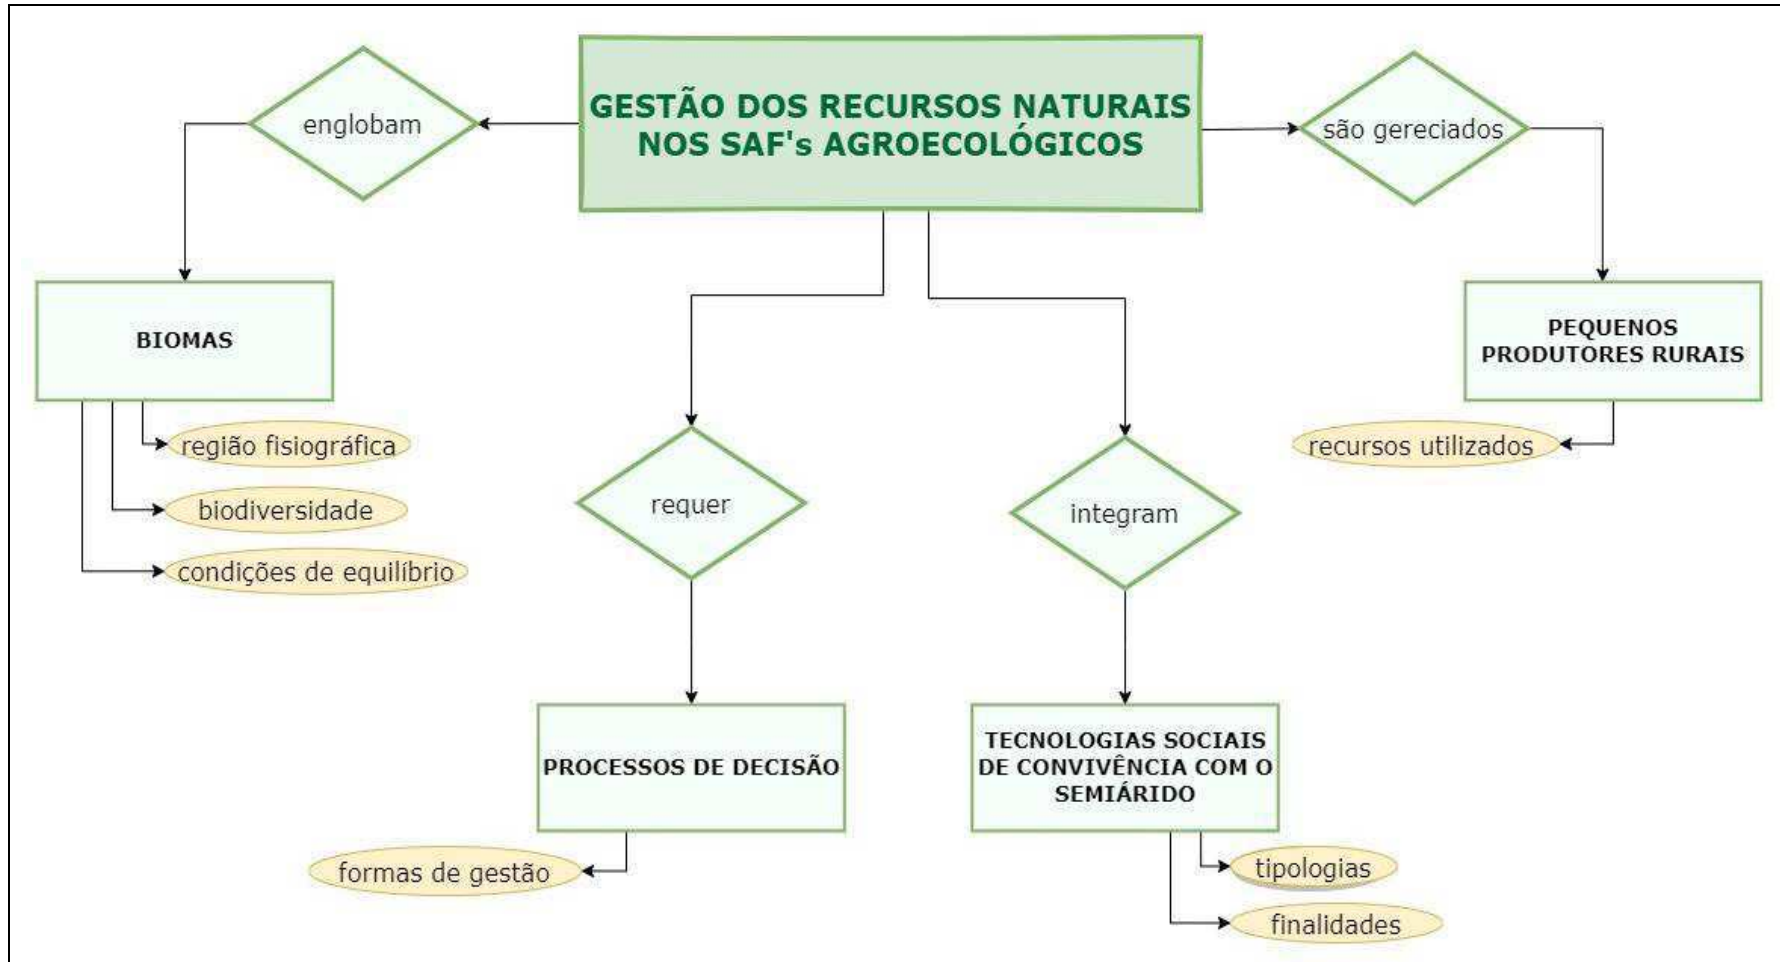 GESTÃO DOS RECURSOS NATURAIS
NOS SAF's AGROECOLÓGICOS
englobam
são gereciados
BIOMAS
região fisiográfica
biodiversidade
condições de equilíbrio
PEQUENOS
PRODUTORES RURAIS
recursos utilizados
requer
integram
PROCESSOS DE DECISÃO
formas de gestão
TECNOLOGIAS SOCIAIS
DE CONVIVÊNCIA COM O
SEMIÁRIDO
tipologias
finalidades